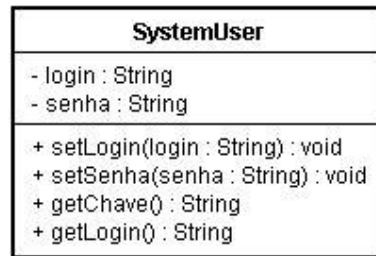 SystemUser
- login : String
- senha : String
+ setLogin(login : String) : void
+ setSenha(senha : String) : void
+ getChave() : String
+ getLogin() : String